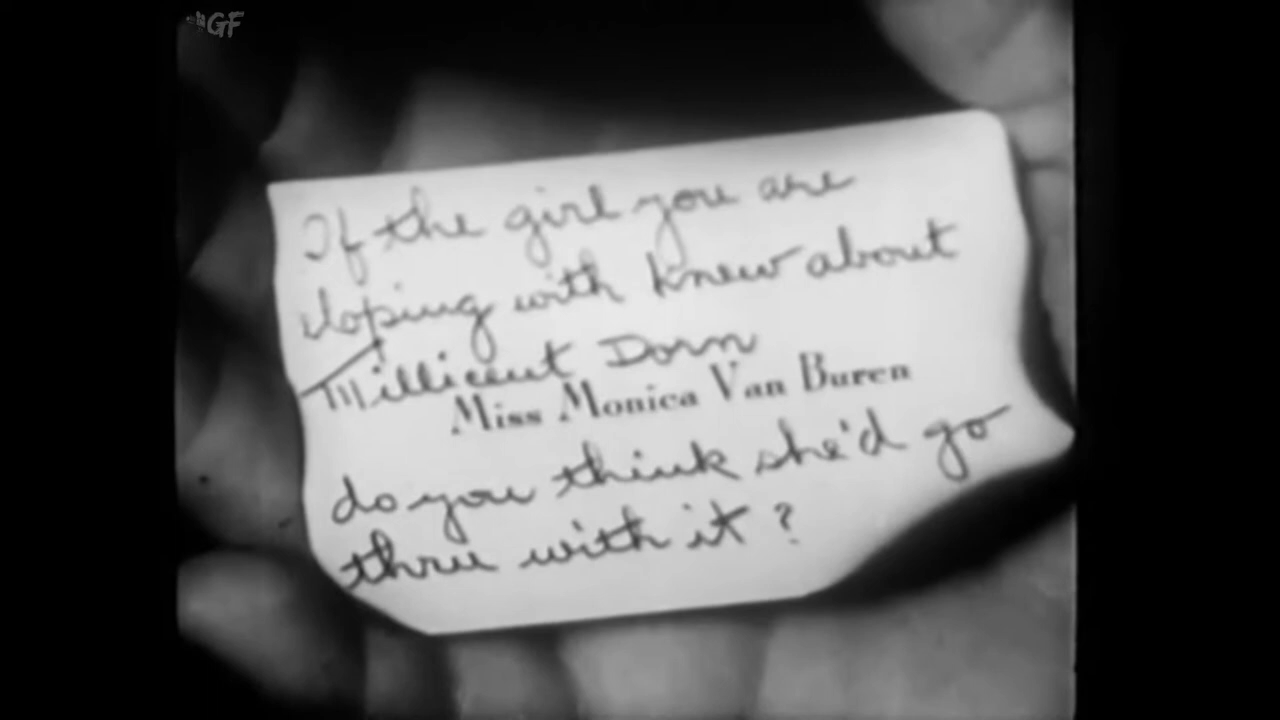 GF
If the girl you are
eloping with knew about
Millicent Dorn
Miss Monica Van Buren
do you think she'd go
thru with it?